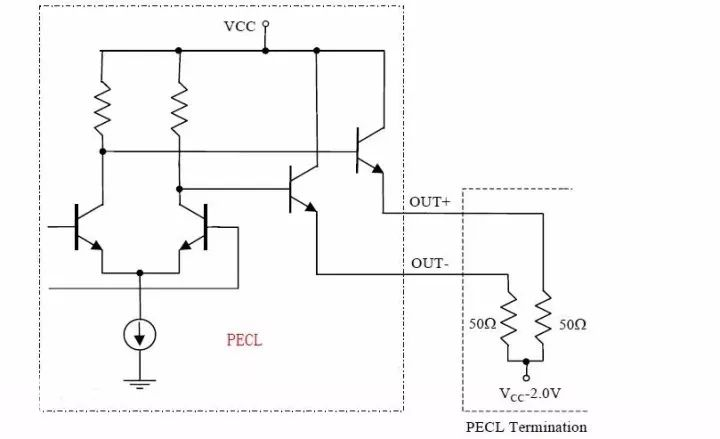 VCC
OUT+
OUT-
50Ω
50Ω
PECL
VCC-2.0V
PECL Termination